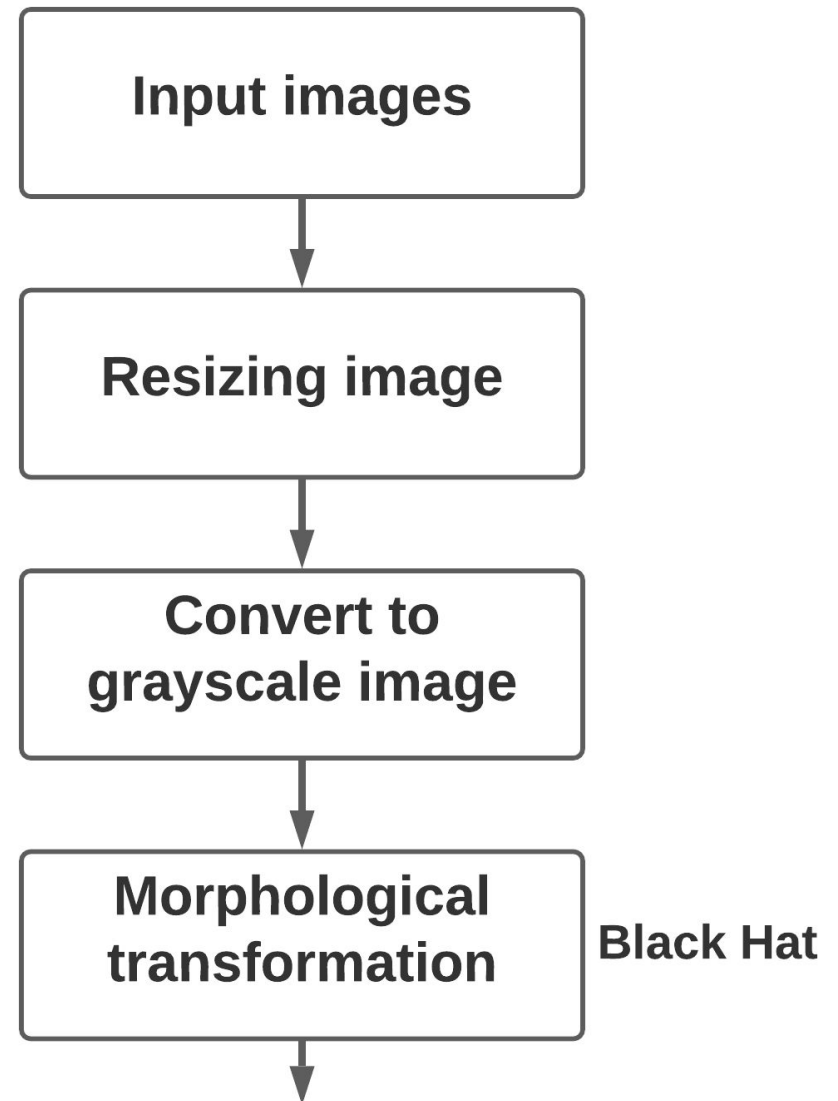 Input images
Resizing image
Convert to
grayscale image
Morphological
transformation
Black Hat